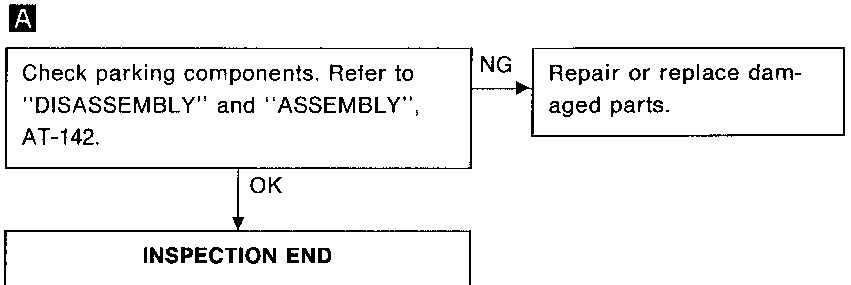 A
Check parking components. Refer to
"DISASSEMBLY" and "ASSEMBLY",
AT-142.
NG
Repair or replace dam-
aged parts.
OK
INSPECTION END